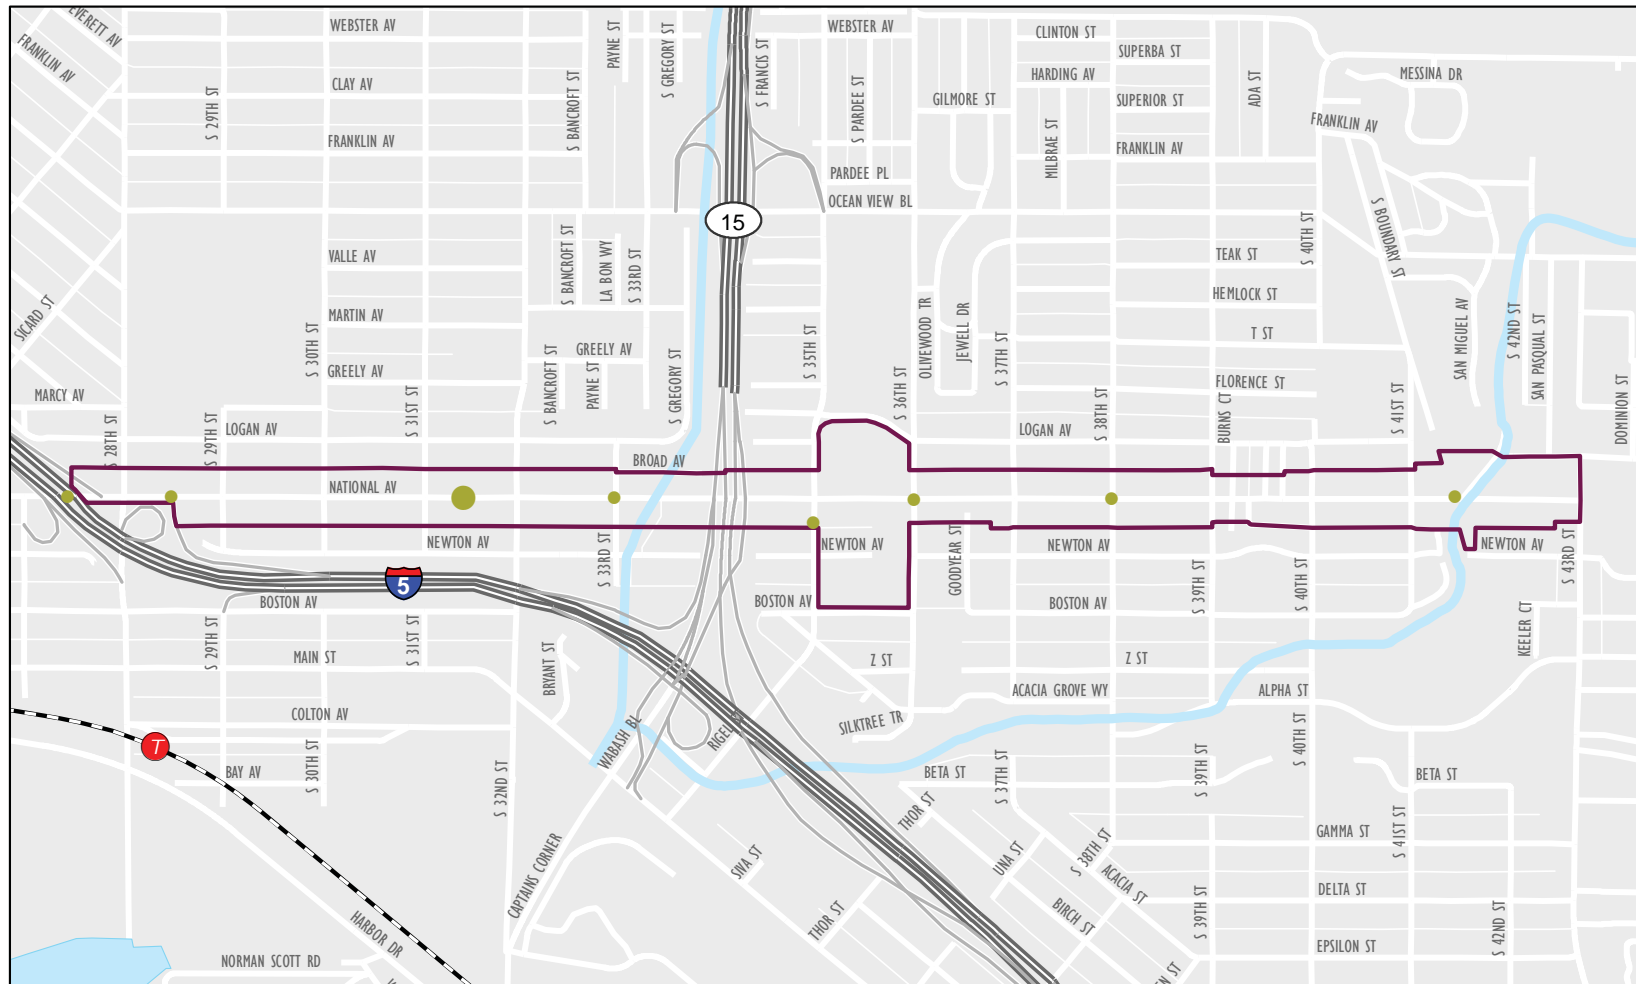 EVERETT AV
WEBSTER AV
PAYNE ST
S GREGORY ST
S FRANCIS ST
WEBSTER AV
CLINTON ST
SUPERBA ST
FRANKLIN AV
CLAY AV
S BANCROFT ST
S PARDEE ST
HARDING AV
ADA ST
MESSINA DR
S 29TH ST
GILMORE ST
SUPERIOR ST
MILBRAE ST
FRANKLIN AV
FRANKLIN AV
FRANKLIN AV
PARDEE PL
OCEAN VIEW BL
15
S BOUNDARY ST
S 40TH ST
VALLE AV
S BANCROFT ST
LA BON WY
S 33RD ST
TEAK ST
HEMLOCK ST
SICARD ST
MARTIN AV
S 30TH ST
OLIVEWOOD TR
JEWELL DR
T ST
SAN MIGUEL AV
S 42ND ST
SAN PASQUAL ST
GREELY AV
GREELY AV
S BANCROFT ST
PAYNE ST
S GREGORY ST
S 35TH ST
S 36TH ST
S 37TH ST
FLORENCE ST
MARCY AV
S 28TH ST
S 29TH ST
S 31ST ST
S 38TH ST
BURNS CT
S 41ST ST
DOMINION ST
LOGAN AV
LOGAN AV
BROAD AV
NATIONAL AV
NEWTON AV
S 33RD ST
NEWTON AV
GOODYEAR ST
NEWTON AV
NEWTON AV
S 43RD ST
5
S 39TH ST
S 40TH ST
BOSTON AV
BOSTON AV
BOSTON AV
S 29TH ST
S 31ST ST
KEELER CT
MAIN ST
BRYANT ST
Z ST
Z ST
ACACIA GROVE WY
ALPHA ST
COLTON AV
WABASH BL
SILKTREE TR
S 40TH ST
T
BAY AV
S 30TH ST
S 32ND ST
BETA ST
S 37TH ST
S 39TH ST
BETA ST
THOR ST
GAMMA ST
S 41ST ST
CAPTAINS CORNER
SIVA ST
UNA ST
S 38TH ST
ACACIA ST
DELTA ST
HARBOR DR
THOR ST
BIRCH ST
S 39TH ST
S 42ND ST
EPSILON ST
NORMAN SCOTT RD